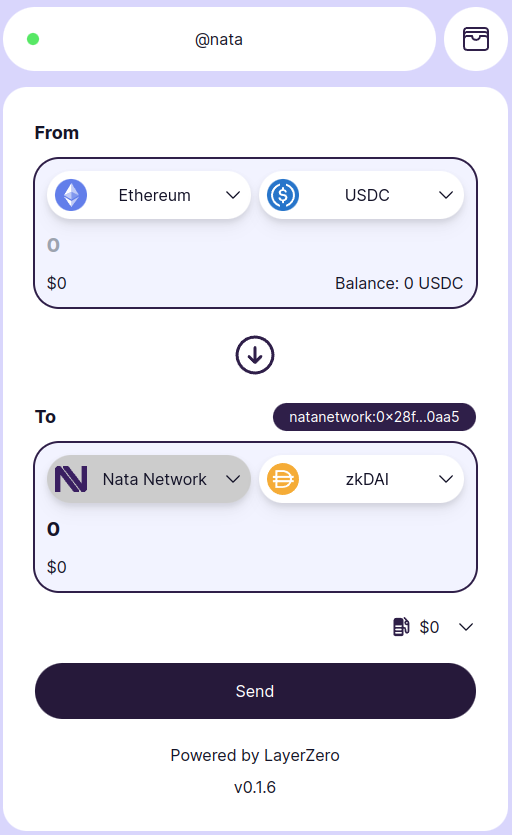 @nata
From
Ethereum USDC
0
$0 Balance: 0 USDC
To natanetwork:0×28f...0aa5
Nata Network zkDAI
0
$0
$0
Send
Powered by LayerZero
v0.1.6